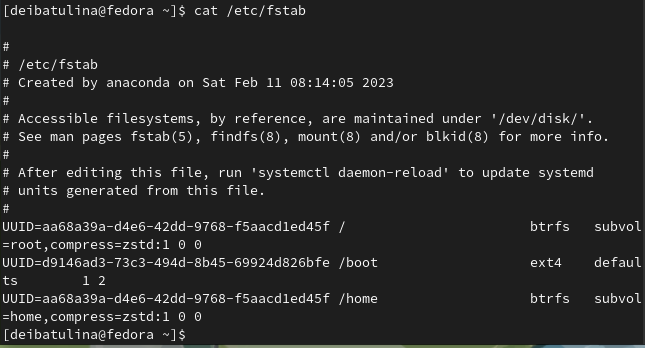 [deibatulina@fedora ~]$ cat /etc/fstab

#
# /etc/fstab
# Created by anaconda on Sat Feb 11 08:14:05 2023
#
# Accessible filesystems, by reference, are maintained under '/dev/disk/'.
# See man pages fstab(5), findfs(8), mount(8) and/or blkid(8) for more info.
#
# After editing this file, run 'systemctl daemon-reload' to update systemd
# units generated from this file.
#
UUID=aa68a39a-d4e6-42dd-9768-f5aacd1ed45f /                       btrfs   subvol
=root,compress=zstd:1 0 0
UUID=d9146ad3-73c3-494d-8b45-69924d826bfe /boot                   ext4    defaul
ts        1 2
UUID=aa68a39a-d4e6-42dd-9768-f5aacd1ed45f /home                   btrfs   subvol
=home,compress=zstd:1 0 0
[deibatulina@fedora ~]$